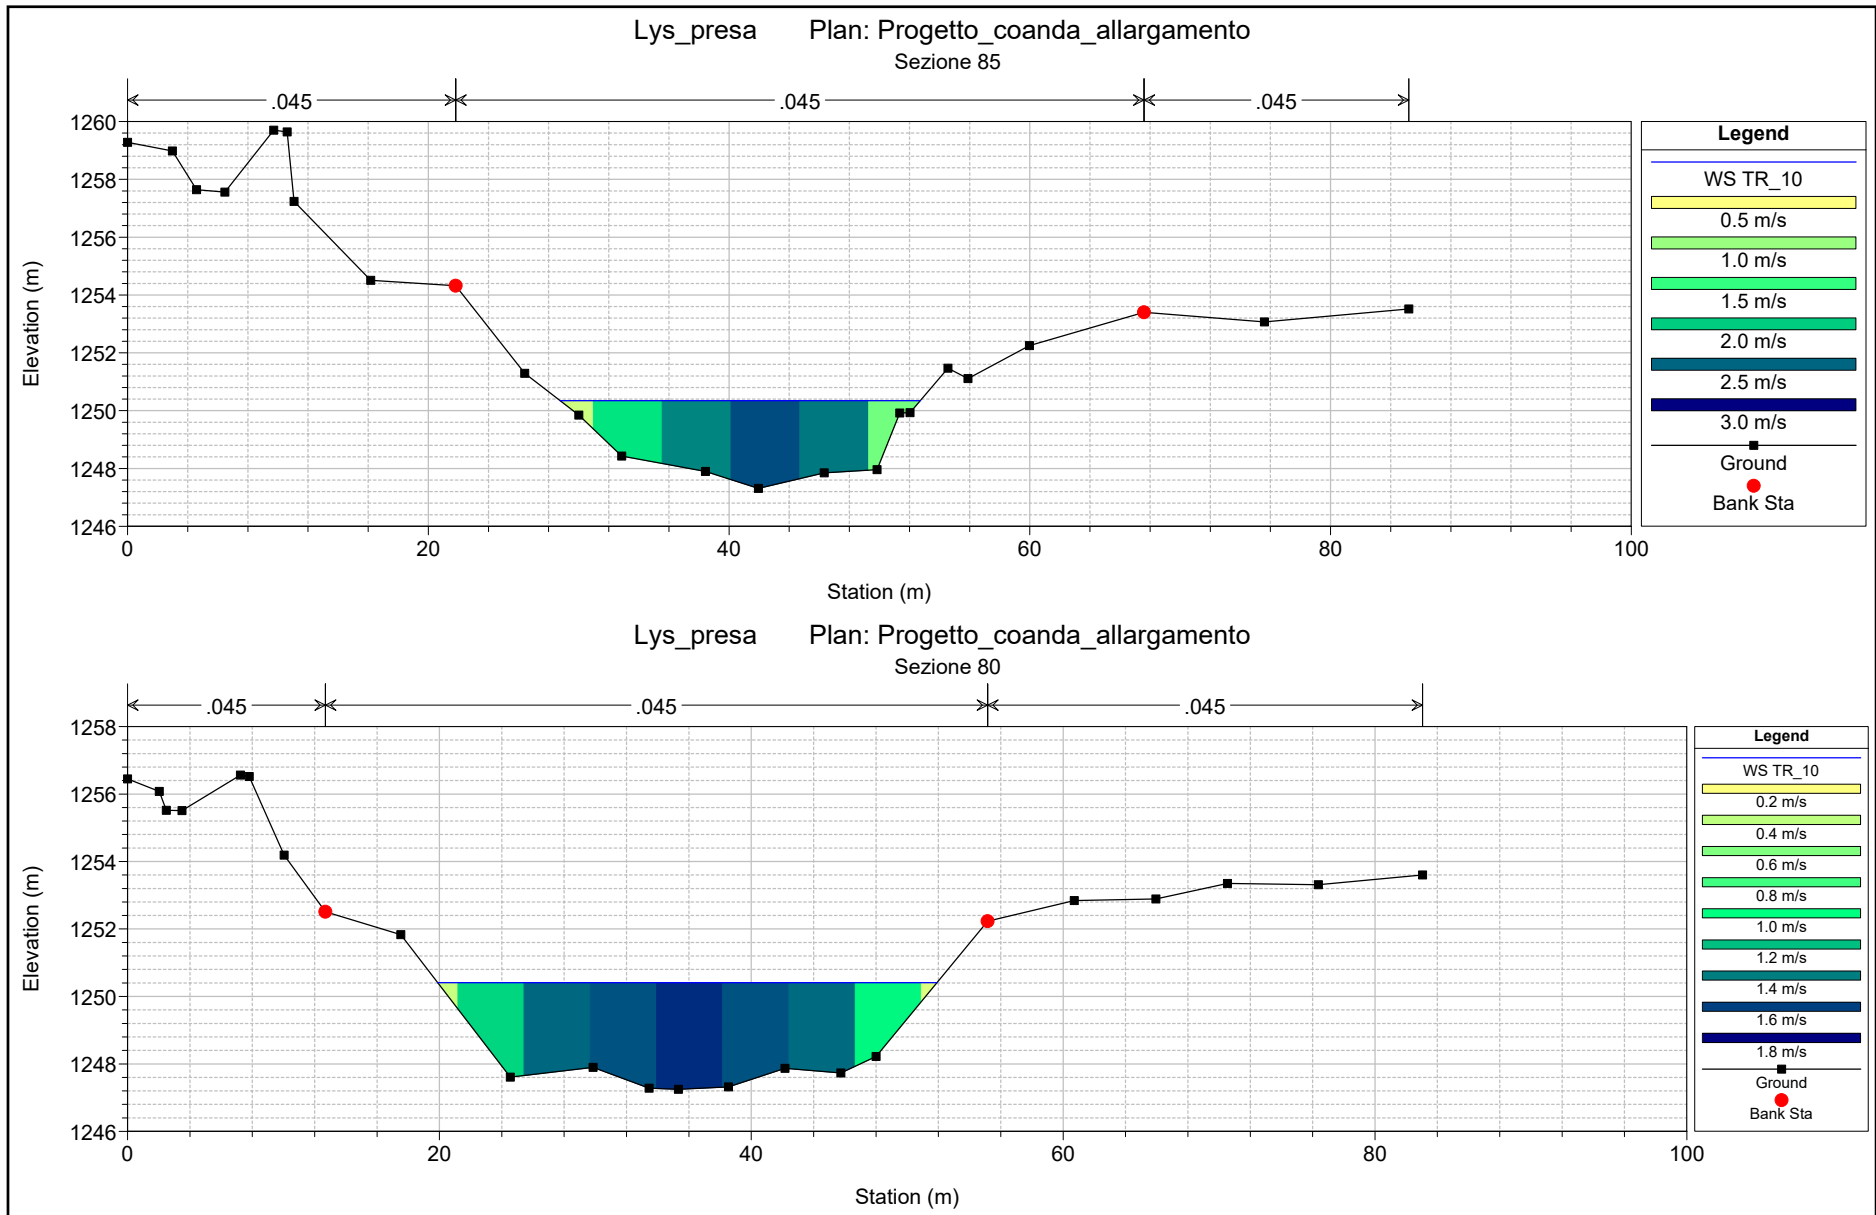 Lys_presa Plan: Progetto_coanda_allargamento
Sezione 85
.045 .045 .045
Elevation (m)
1260
1258
1256
1254
1252
1250
1248
1246
0 20 40 60 80 100
Station (m)
Legend
WS TR_10
0.5 m/s
1.0 m/s
1.5 m/s
2.0 m/s
2.5 m/s
3.0 m/s
Ground
Bank Sta
Lys_presa Plan: Progetto_coanda_allargamento
Sezione 80
.045 .045 .045
Elevation (m)
1258
1256
1254
1252
1250
1248
1246
0 20 40 60 80 100
Station (m)
Legend
WS TR_10
0.2 m/s
0.4 m/s
0.6 m/s
0.8 m/s
1.0 m/s
1.2 m/s
1.4 m/s
1.6 m/s
1.8 m/s
Ground
Bank Sta